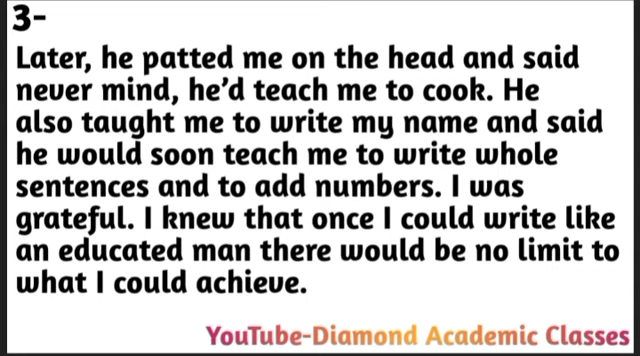 3-
Later, he patted me on the head and said
never mind, he'd teach me to cook. He
also taught me to write my name and said
he would soon teach me to write whole
sentences and to add numbers. I was
grateful. I knew that once I could write like
an educated man there would be no limit to
what I could achieve.
YouTube-Diamond Academic Classes